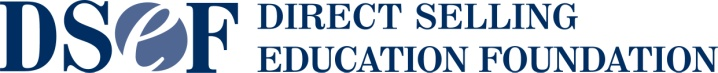 DSeF
DIRECT SELLING
EDUCATION FOUNDATION